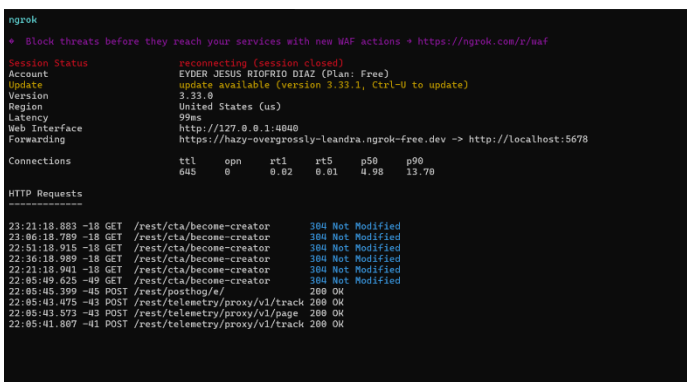 ngrok
♦ Block threats before they reach your services with new WAF actions → https://ngrok.com/r/waf
Session Status reconnecting (session closed)
Account EYDER JESUS RIOFRIO DIAZ (Plan: Free)
Update update available (version 3.33.1, Ctrl-U to update)
Version 3.33.0
Region United States (us)
Latency 99ms
Web Interface http://127.0.0.1:4040
Forwarding https://hazy-overgrossly-leandra.ngrok-free.dev -> http://localhost:5678
Connections ttl opn rt1 rt5 p50 p90
645 0 0.02 0.01 4.98 13.70
HTTP Requests
-------------
23:21:18.883 -18 GET /rest/cta/become-creator 304 Not Modified
23:06:18.789 -18 GET /rest/cta/become-creator 304 Not Modified
22:51:18.915 -18 GET /rest/cta/become-creator 304 Not Modified
22:36:18.989 -18 GET /rest/cta/become-creator 304 Not Modified
22:21:18.941 -18 GET /rest/cta/become-creator 304 Not Modified
22:05:49.625 -49 GET /rest/cta/become-creator 304 Not Modified
22:05:45.399 -45 POST /rest/posthog/e/ 200 OK
22:05:43.475 -43 POST /rest/telemetry/proxy/v1/track 200 OK
22:05:43.573 -43 POST /rest/telemetry/proxy/v1/page 200 OK
22:05:41.807 -41 POST /rest/telemetry/proxy/v1/track 200 OK